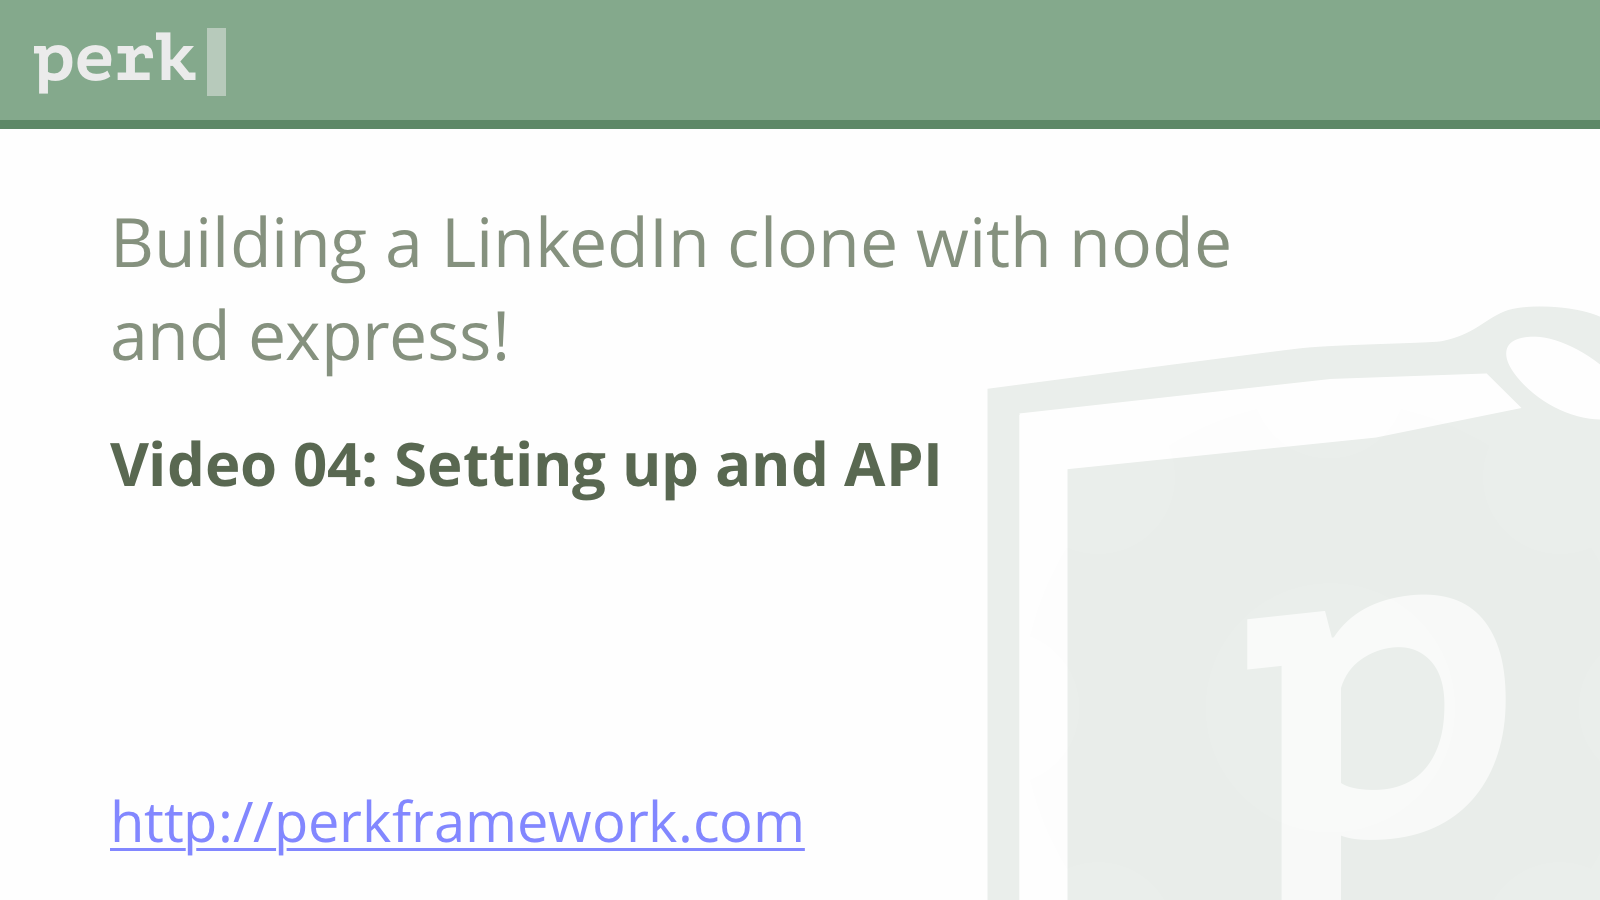 perk
Building a LinkedIn clone with node
and express!
Video 04: Setting up and API
http://perkframework.com
p